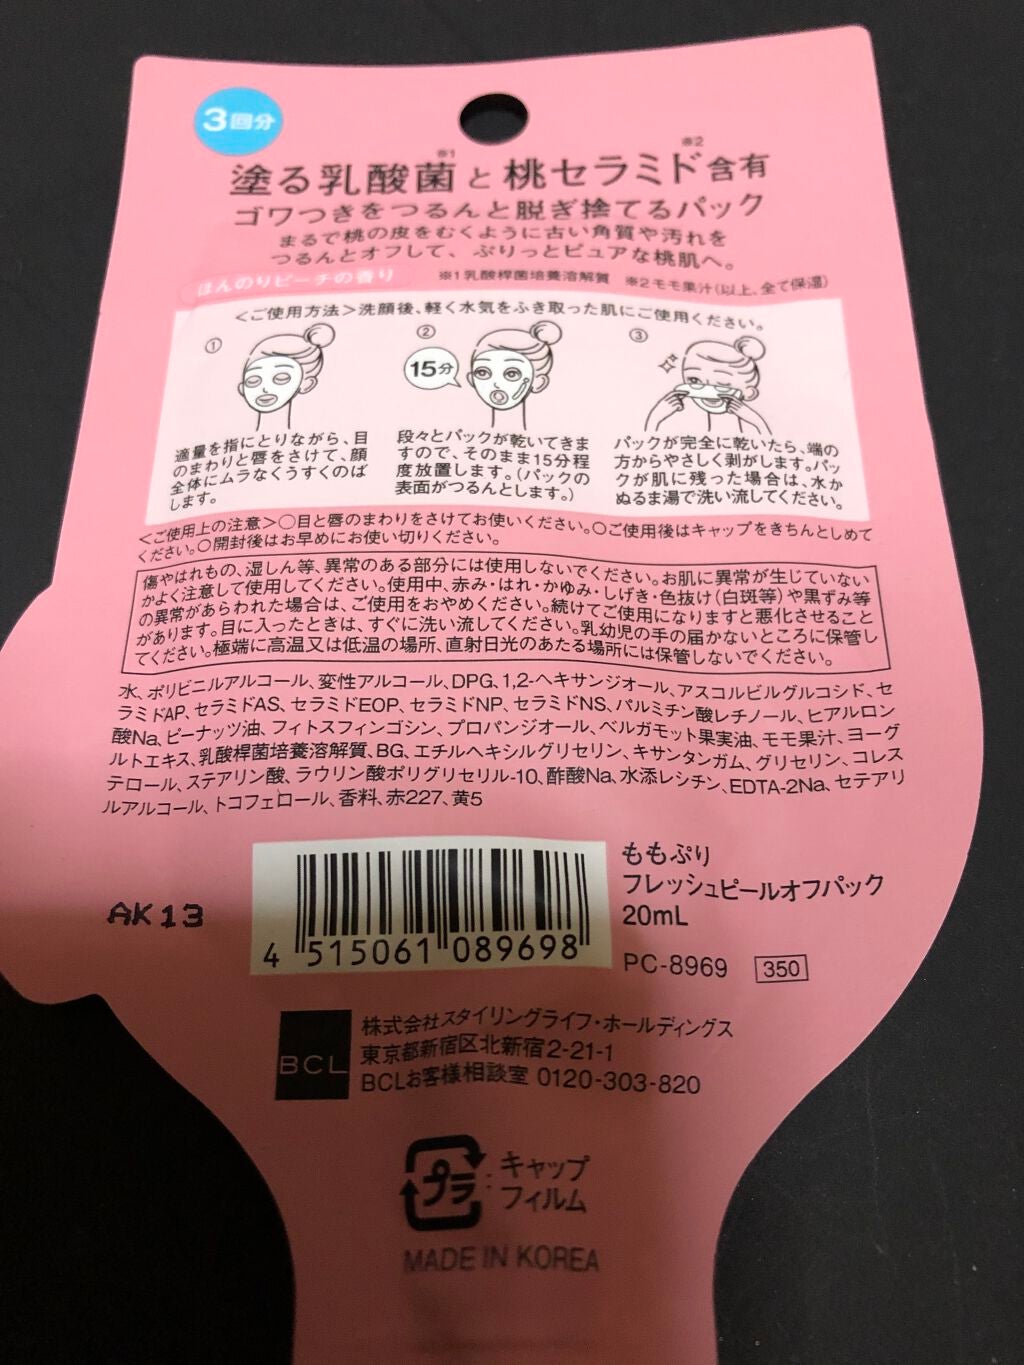 3回分
塗る乳酸菌※1と桃セラミド※2含有
ゴワつきをつるんと脱ぎ捨てるパック
まるで桃の皮をむくように古い角質や汚れを
つるんとオフして、ぷりっとピュアな桃肌へ。
ほんのりピーチの香り ※1乳酸桿菌培養溶解質 ※2モモ果汁(以上、全て保湿)
<ご使用方法>洗顔後、軽く水気をふき取った肌にご使用ください。
①
適量を指にとりながら、目
のまわりと唇をさけて、顔
全体にムラなくうすくのば
します。
②
15分
段々とパックが乾いてきま
すので、そのまま15分程
度放置します。(パックの
表面がつるんとします。)
③
パックが完全に乾いたら、端の
方からやさしく剥がします。パッ
クが肌に残った場合は、水か
ぬるま湯で洗い流してください。
<ご使用上の注意>○目と唇のまわりをさけてお使いください。○ご使用後はキャップをきちんとしめて
ください。○開封後はお早めにお使い切りください。
傷やはれもの、湿しん等、異常のある部分には使用しないでください。お肌に異常が生じていない
かよく注意して使用してください。使用中、赤み・はれ・かゆみ・しげき・色抜け(白斑等)や黒ずみ等
の異常があらわれた場合は、ご使用をおやめください。続けてご使用になりますと悪化させること
があります。目に入ったときは、すぐに洗い流してください。乳幼児の手の届かないところに保管し
てください。極端に高温又は低温の場所、直射日光のあたる場所には保管しないでください。
水、ポリビニルアルコール、変性アルコール、DPG、1,2-ヘキサンジオール、アスコルビルグルコシド、セ
ラミドAP、セラミドAS、セラミドEOP、セラミドNP、セラミドNS、パルミチン酸レチノール、ヒアルロン
酸Na、ピーナッツ油、フィトスフィンゴシン、プロパンジオール、ベルガモット果実油、モモ果汁、ヨーグ
ルトエキス、乳酸桿菌培養溶解質、BG、エチルヘキシルグリセリン、キサンタンガム、グリセリン、コレス
テロール、ステアリン酸、ラウリン酸ポリグリセリル-10、酢酸Na、水添レシチン、EDTA-2Na、セテアリ
ルアルコール、トコフェロール、香料、赤227、黄5
AK13
4 515061 089698
ももぷり
フレッシュピールオフパック
20mL
PC-8969 350
BCL
株式会社スタイリングライフ・ホールディングス
東京都新宿区北新宿2-21-1
BCLお客様相談室 0120-303-820
プラ : キャップ
フィルム
MADE IN KOREA